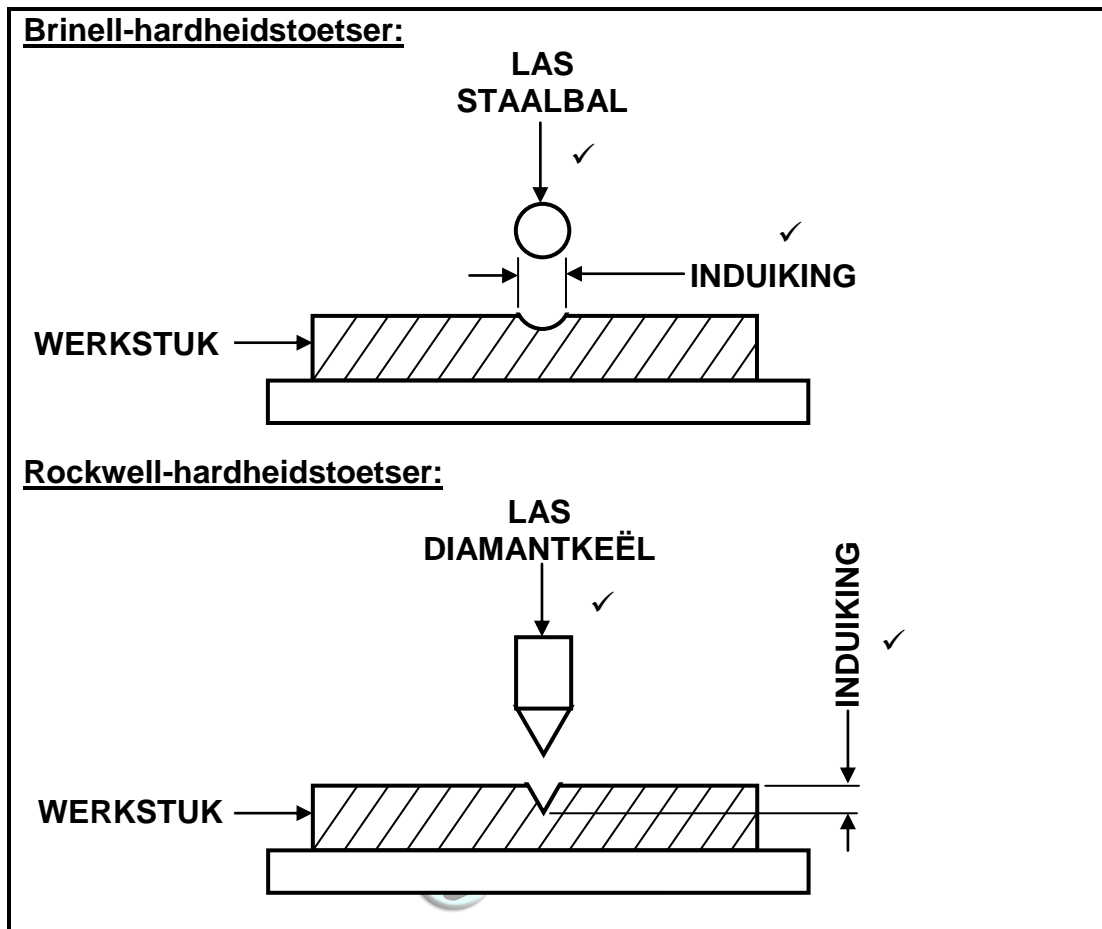 Brinell-hardheidstoetser:
LAS
STAALBAL
✓
✓
INDUIKING
WERKSTUK
Rockwell-hardheidstoetser:
LAS
DIAMANTKEËL
✓
INDUIKING
✓
WERKSTUK